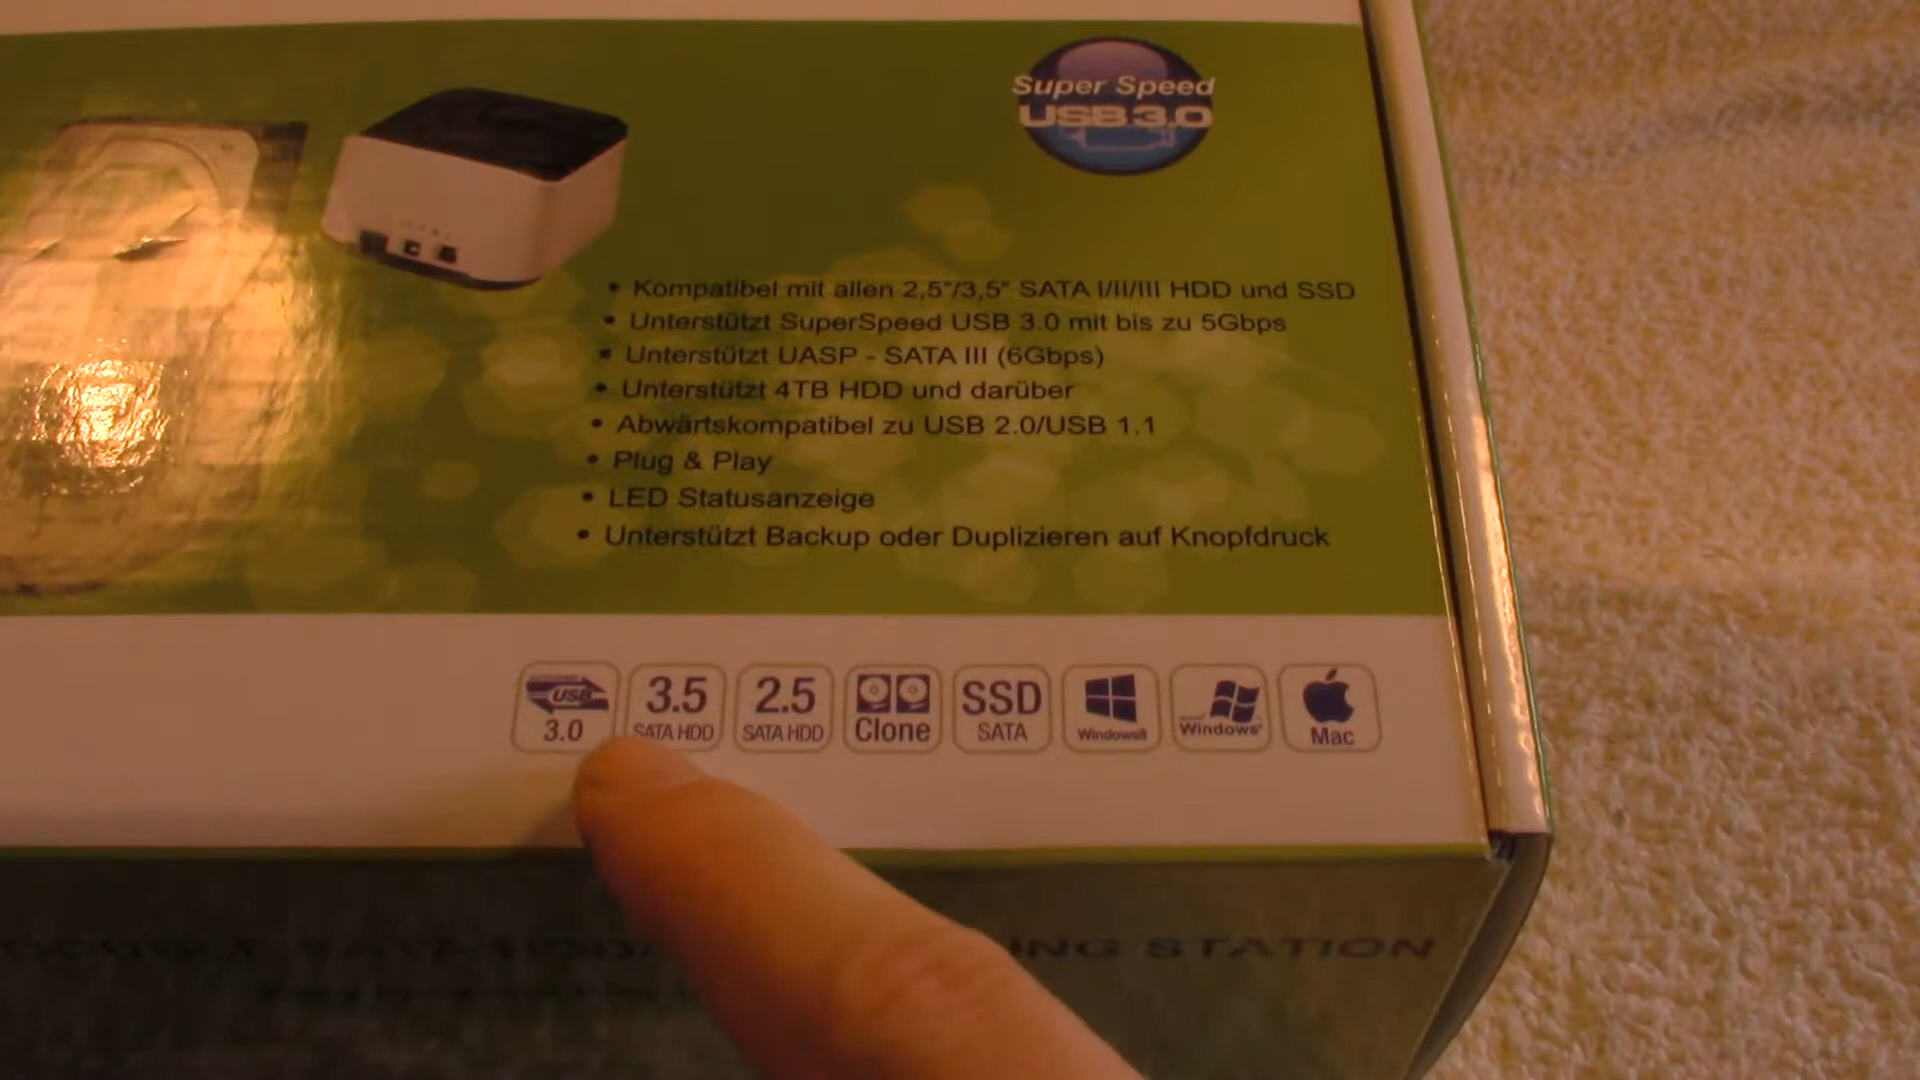 Super Speed
USB 3.0
• Kompatibel mit allen 2,5"/3,5" SATA I/II/III HDD und SSD
• Unterstützt SuperSpeed USB 3.0 mit bis zu 5Gbps
• Unterstützt UASP - SATA III (6Gbps)
• Unterstützt 4TB HDD und darüber
• Abwärtskompatibel zu USB 2.0/USB 1.1
• Plug & Play
• LED Statusanzeige
• Unterstützt Backup oder Duplizieren auf Knopfdruck
USB 3.0
3.5 SATA HDD
2.5 SATA HDD
Clone
SSD SATA
Windows8
Windows
Mac
SATA HDD/ STATION